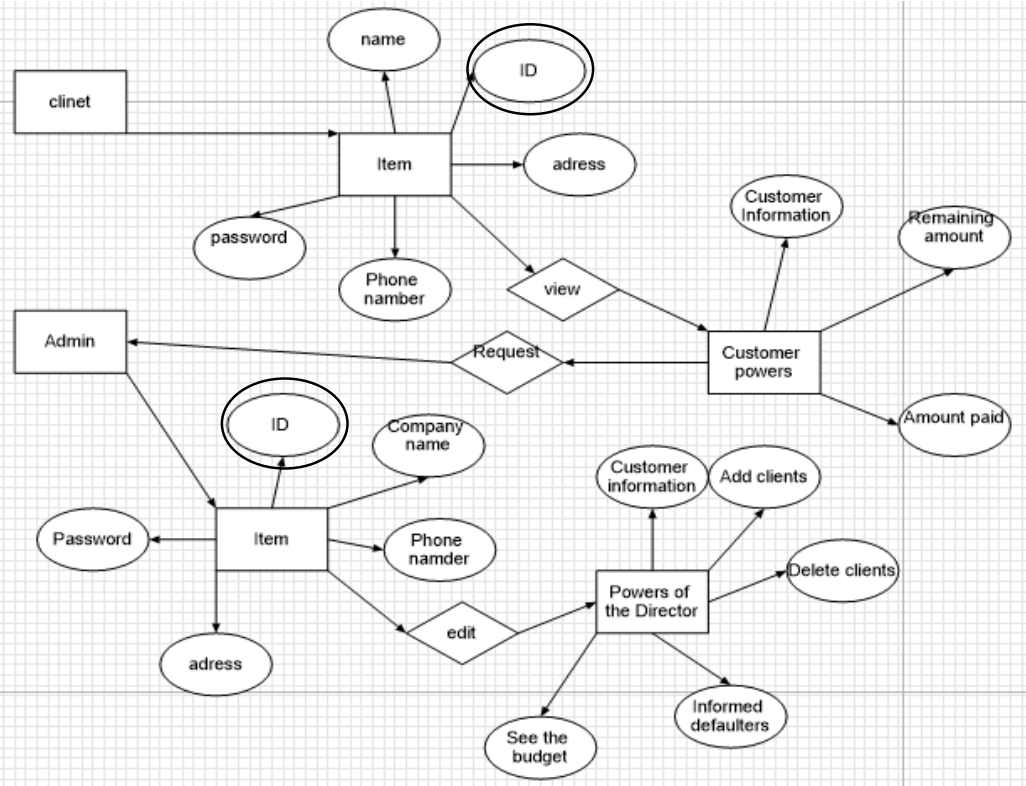 name
ID
clinet
Item
adress
Customer
Information
Remaining
amount
password
Phone
namber
view
Admin
Request
Customer
powers
ID
Company
name
Amount paid
Customer
information
Add clients
Password
Item
Phone
namder
Delete clients
Powers of
the Director
edit
adress
Informed
defaulters
See the
budget